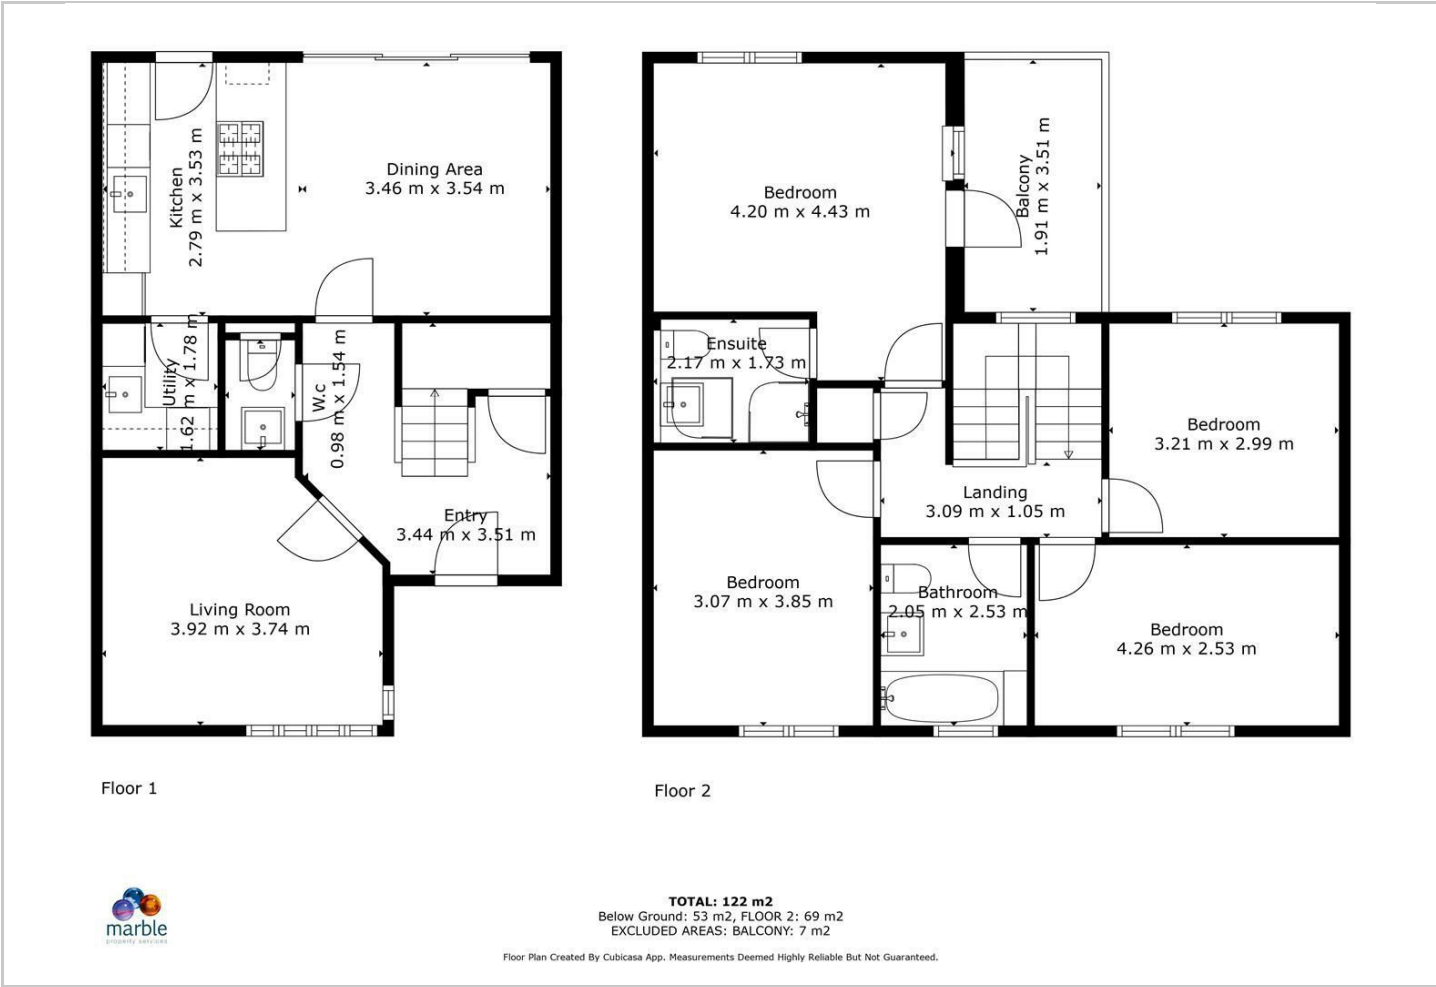 Kitchen
2.79 m x 3.53 m
Dining Area
3.46 m x 3.54 m
Utility
1.62 m x 1.78 m
W.c
0.98 m x 1.54 m
Entry
3.44 m x 3.51 m
Living Room
3.92 m x 3.74 m
Floor 1
Bedroom
4.20 m x 4.43 m
Balcony
1.91 m x 3.51 m
Ensuite
2.17 m x 1.73 m
Bedroom
3.21 m x 2.99 m
Landing
3.09 m x 1.05 m
Bedroom
3.07 m x 3.85 m
Bathroom
2.05 m x 2.53 m
Bedroom
4.26 m x 2.53 m
Floor 2
marble
property services
TOTAL: 122 m2
Below Ground: 53 m2, FLOOR 2: 69 m2
EXCLUDED AREAS: BALCONY: 7 m2
Floor Plan Created By Cubicasa App. Measurements Deemed Highly Reliable But Not Guaranteed.